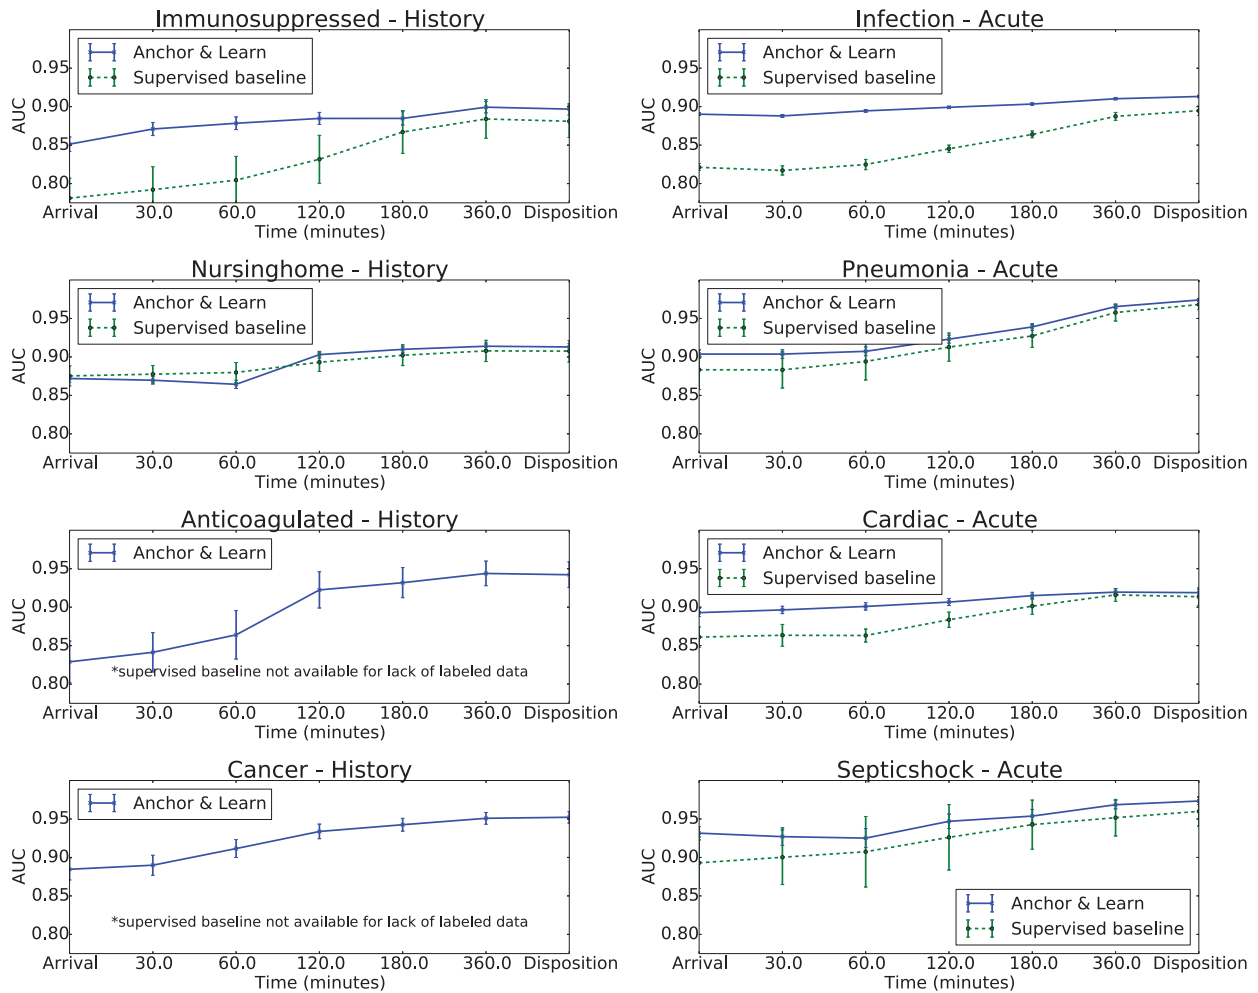 Immunosuppressed - History
Anchor & Learn
Supervised baseline
AUC
0.95
0.90
0.85
0.80
Arrival 30.0 60.0 120.0 180.0 360.0 Disposition
Time (minutes)
Infection - Acute
Anchor & Learn
Supervised baseline
AUC
0.95
0.90
0.85
0.80
Arrival 30.0 60.0 120.0 180.0 360.0 Disposition
Time (minutes)
Nursinghome - History
Anchor & Learn
Supervised baseline
AUC
0.95
0.90
0.85
0.80
Arrival 30.0 60.0 120.0 180.0 360.0 Disposition
Time (minutes)
Pneumonia - Acute
Anchor & Learn
Supervised baseline
AUC
0.95
0.90
0.85
0.80
Arrival 30.0 60.0 120.0 180.0 360.0 Disposition
Time (minutes)
Anticoagulated - History
Anchor & Learn
AUC
0.95
0.90
0.85
0.80
*supervised baseline not available for lack of labeled data
Arrival 30.0 60.0 120.0 180.0 360.0 Disposition
Time (minutes)
Cardiac - Acute
Anchor & Learn
Supervised baseline
AUC
0.95
0.90
0.85
0.80
Arrival 30.0 60.0 120.0 180.0 360.0 Disposition
Time (minutes)
Cancer - History
Anchor & Learn
AUC
0.95
0.90
0.85
0.80
*supervised baseline not available for lack of labeled data
Arrival 30.0 60.0 120.0 180.0 360.0 Disposition
Time (minutes)
Septicshock - Acute
AUC
0.95
0.90
0.85
0.80
Anchor & Learn
Supervised baseline
Arrival 30.0 60.0 120.0 180.0 360.0 Disposition
Time (minutes)